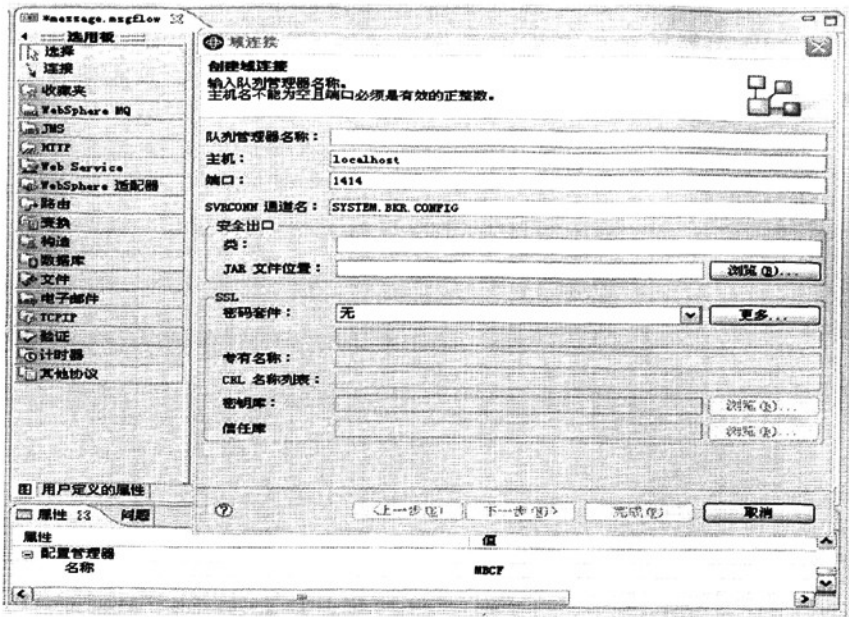 *message.msgflow
选用板
选择
连接
收藏夹
WebSphere MQ
JMS
HTTP
Web Service
WebSphere 适配器
路由
变换
构造
数据库
文件
电子邮件
TCPIP
验证
计时器
其他协议
用户定义的属性
域连接
创建域连接
输入队列管理器名称。
主机名不能为空且端口必须是有效的正整数。
队列管理器名称：
主机： localhost
端口： 1414
SVRCONN 通道名： SYSTEM.BKR.CONFIG
安全出口
类：
JAR 文件位置： 浏览(B)...
SSL
密码套件： 无 更多...
专有名称：
CRL 名称列表：
密钥库： 浏览(R)...
信任库 浏览(R)...
<上一步(B) 下一步(N)> 完成(F) 取消
属性 问题
属性 值
配置管理器
名称 MBCF